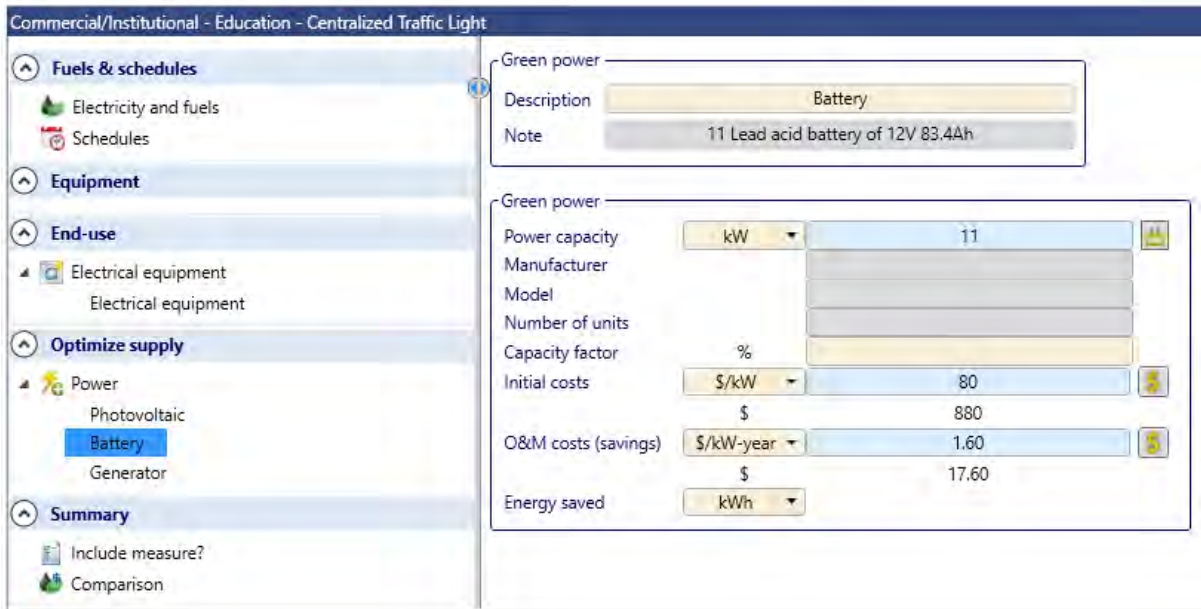 Commercial/Institutional - Education - Centralized Traffic Light
Fuels & schedules
Electricity and fuels
Schedules
Equipment
End-use
Electrical equipment
Electrical equipment
Optimize supply
Power
Photovoltaic
Battery
Generator
Summary
Include measure?
Comparison
Green power
Description Battery
Note 11 Lead acid battery of 12V 83.4Ah
Green power
Power capacity kW 11
Manufacturer
Model
Number of units
Capacity factor %
Initial costs $/kW 80
$ 880
O&M costs (savings) $/kW-year 1.60
$ 17.60
Energy saved kWh